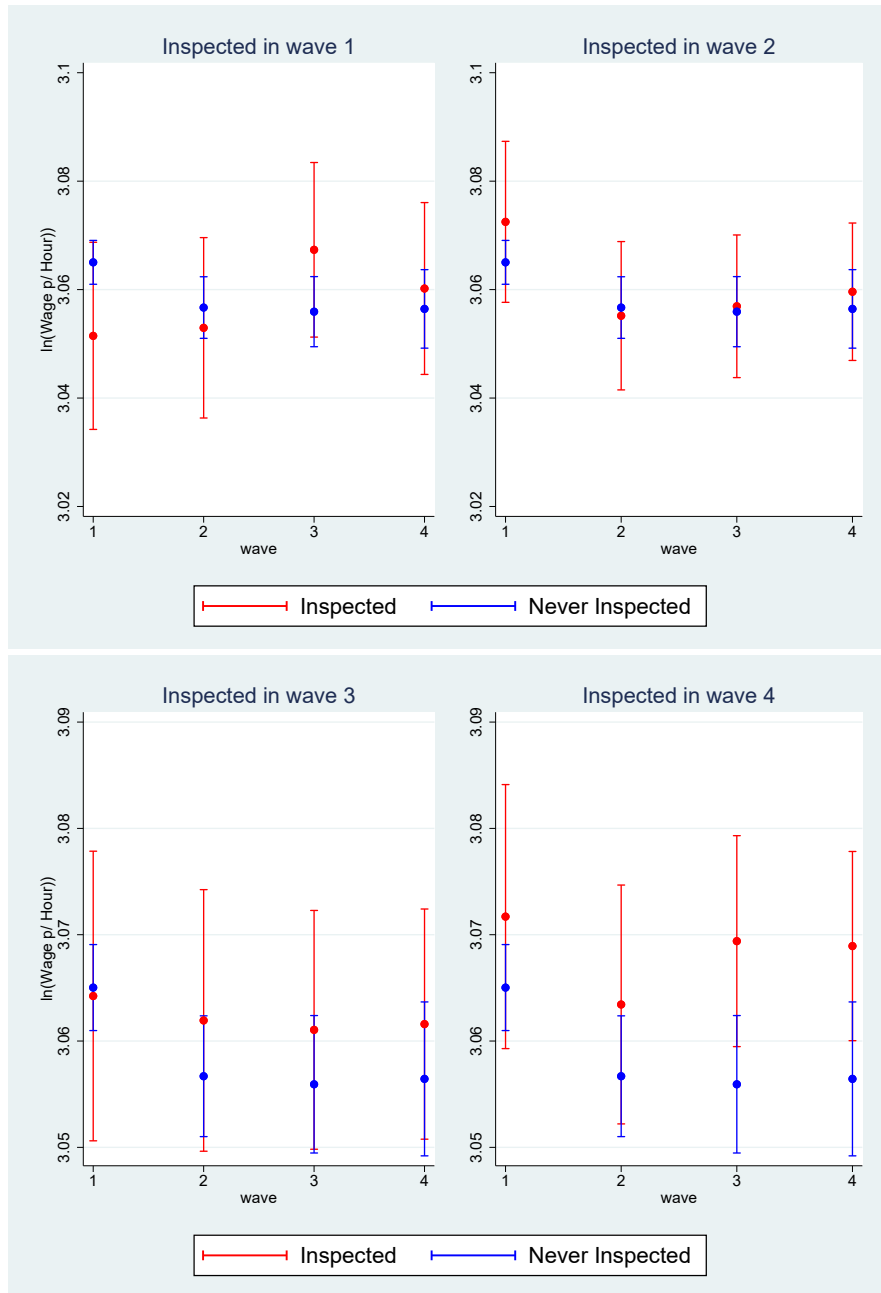 Inspected in wave 1
Inspected in wave 2
3.1
3.08
3.06
3.04
3.02
ln(Wage p/ Hour))
1 2 3 4
wave
3.1
3.08
3.06
3.04
3.02
1 2 3 4
wave
Inspected Never Inspected
Inspected in wave 3
Inspected in wave 4
3.09
3.08
3.07
3.06
3.05
ln(Wage p/ Hour))
1 2 3 4
wave
3.09
3.08
3.07
3.06
3.05
1 2 3 4
wave
Inspected Never Inspected